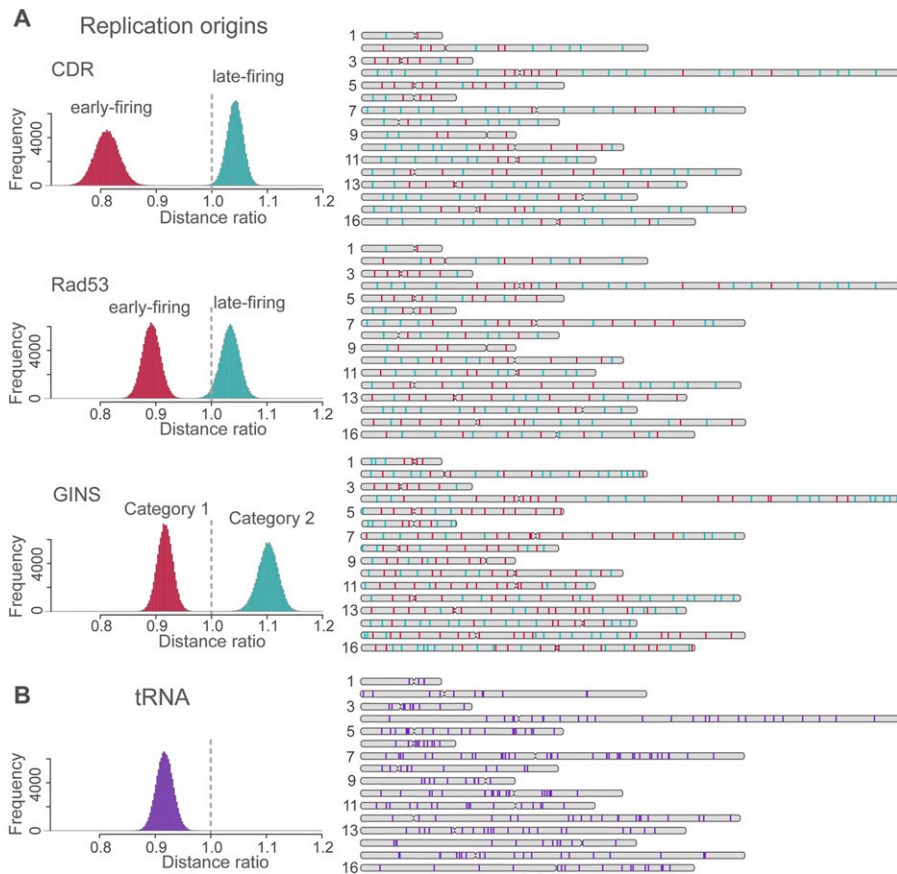 A
Replication origins
CDR
early-firing
late-firing
Frequency
0 4000
0.8 0.9 1.0 1.1 1.2
Distance ratio
1
3
5
7
9
11
13
16
Rad53
early-firing
late-firing
Frequency
0 4000
0.8 0.9 1.0 1.1 1.2
Distance ratio
1
3
5
7
9
11
13
16
GINS
Category 1
Category 2
Frequency
0 4000
0.8 0.9 1.0 1.1 1.2
Distance ratio
1
3
5
7
9
11
13
16
B
tRNA
Frequency
0 4000
0.8 0.9 1.0 1.1 1.2
Distance ratio
1
3
5
7
9
11
13
16